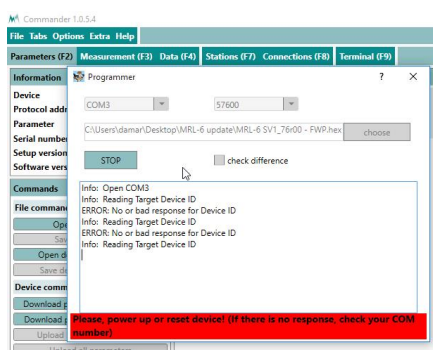 Commander 1.0.5.4
File Tabs Options Extra Help
Parameters (F2) Measurement (F3) Data (F4) Stations (F7) Connections (F8) Terminal (F9)
Information
Programmer ? X
Device
Protocol addr
Parameter
Serial number
Setup version
Software vers
COM3 57600
C:\Users\damar\Desktop\MRL-6 update\MRL-6 SV1_76r00 - FWP.hex choose
STOP check difference
Commands
File comman
Ope
Sav
Open d
Save de
Device comm
Download p
Download p
Upload
Upload all parameters
Info: Open COM3
Info: Reading Target Device ID
ERROR: No or bad response for Device ID
Info: Reading Target Device ID
ERROR: No or bad response for Device ID
Info: Reading Target Device ID
Please, power up or reset device! (If there is no response, check your COM
number)